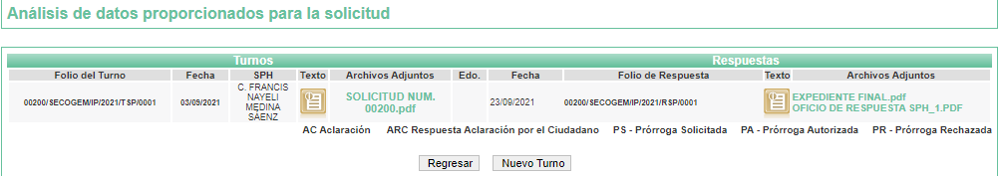 Análisis de datos proporcionados para la solicitud
Turnos Respuestas
Folio del Turno Fecha SPH Texto Archivos Adjuntos Edo. Fecha Folio de Respuesta Texto Archivos Adjuntos
00200/SECOGEM/IP/2021/TSP/0001 03/09/2021 C. FRANCIS NAYELI MEDINA SÁENZ SOLICITUD NUM. 00200.pdf 23/09/2021 00200/SECOGEM/IP/2021/RSP/0001 EXPEDIENTE FINAL.pdf
OFICIO DE RESPUESTA SPH_1.PDF
AC Aclaración ARC Respuesta Aclaración por el Ciudadano PS - Prórroga Solicitada PA - Prórroga Autorizada PR - Prórroga Rechazada
Regresar Nuevo Turno